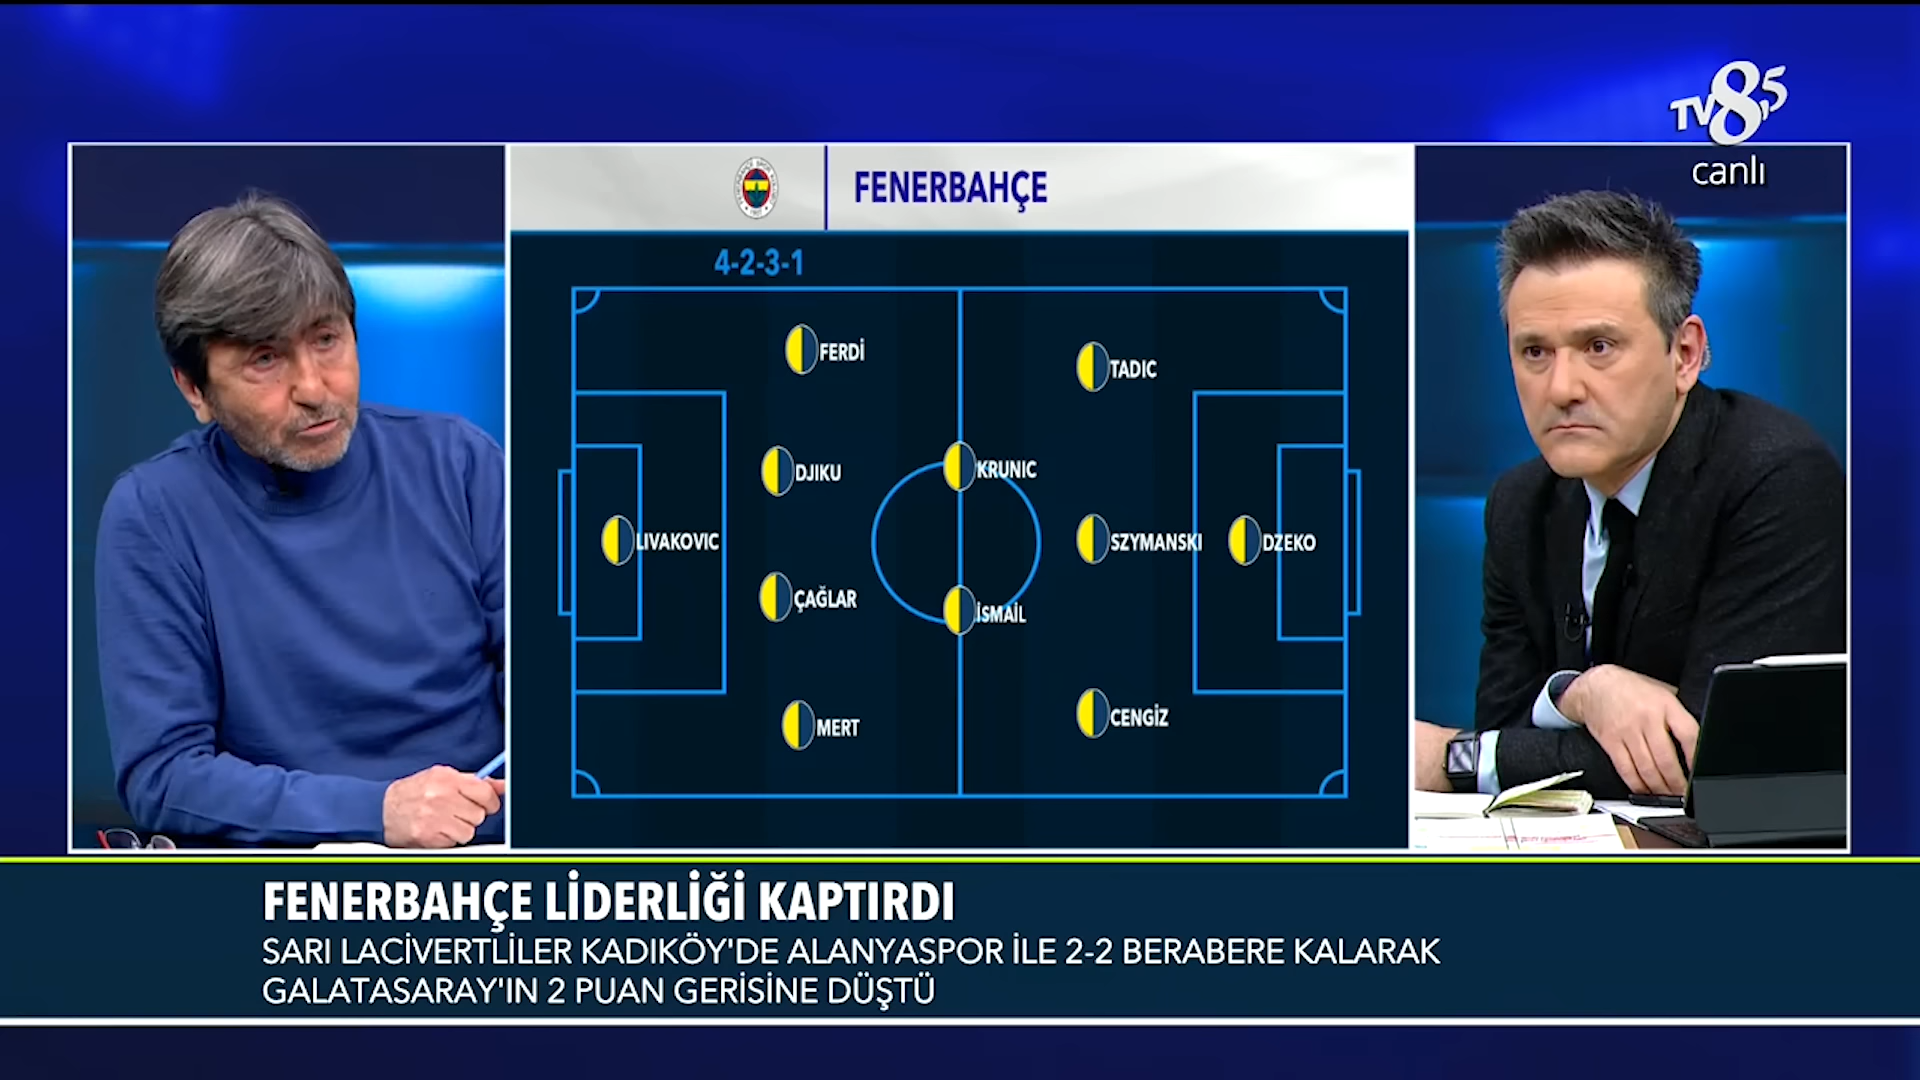 TV8,5
canlı
FENERBAHÇE
4-2-3-1
FERDİ
TADIC
DJIKU
KRUNIC
LIVAKOVIC
SZYMANSKI
DZEKO
ÇAĞLAR
İSMAİL
MERT
CENGİZ
FENERBAHÇE LİDERLİĞİ KAPTIRDI
SARI LACİVERTLİLER KADIKÖY'DE ALANYASPOR İLE 2-2 BERABERE KALARAK
GALATASARAY'IN 2 PUAN GERİSİNE DÜŞTÜ